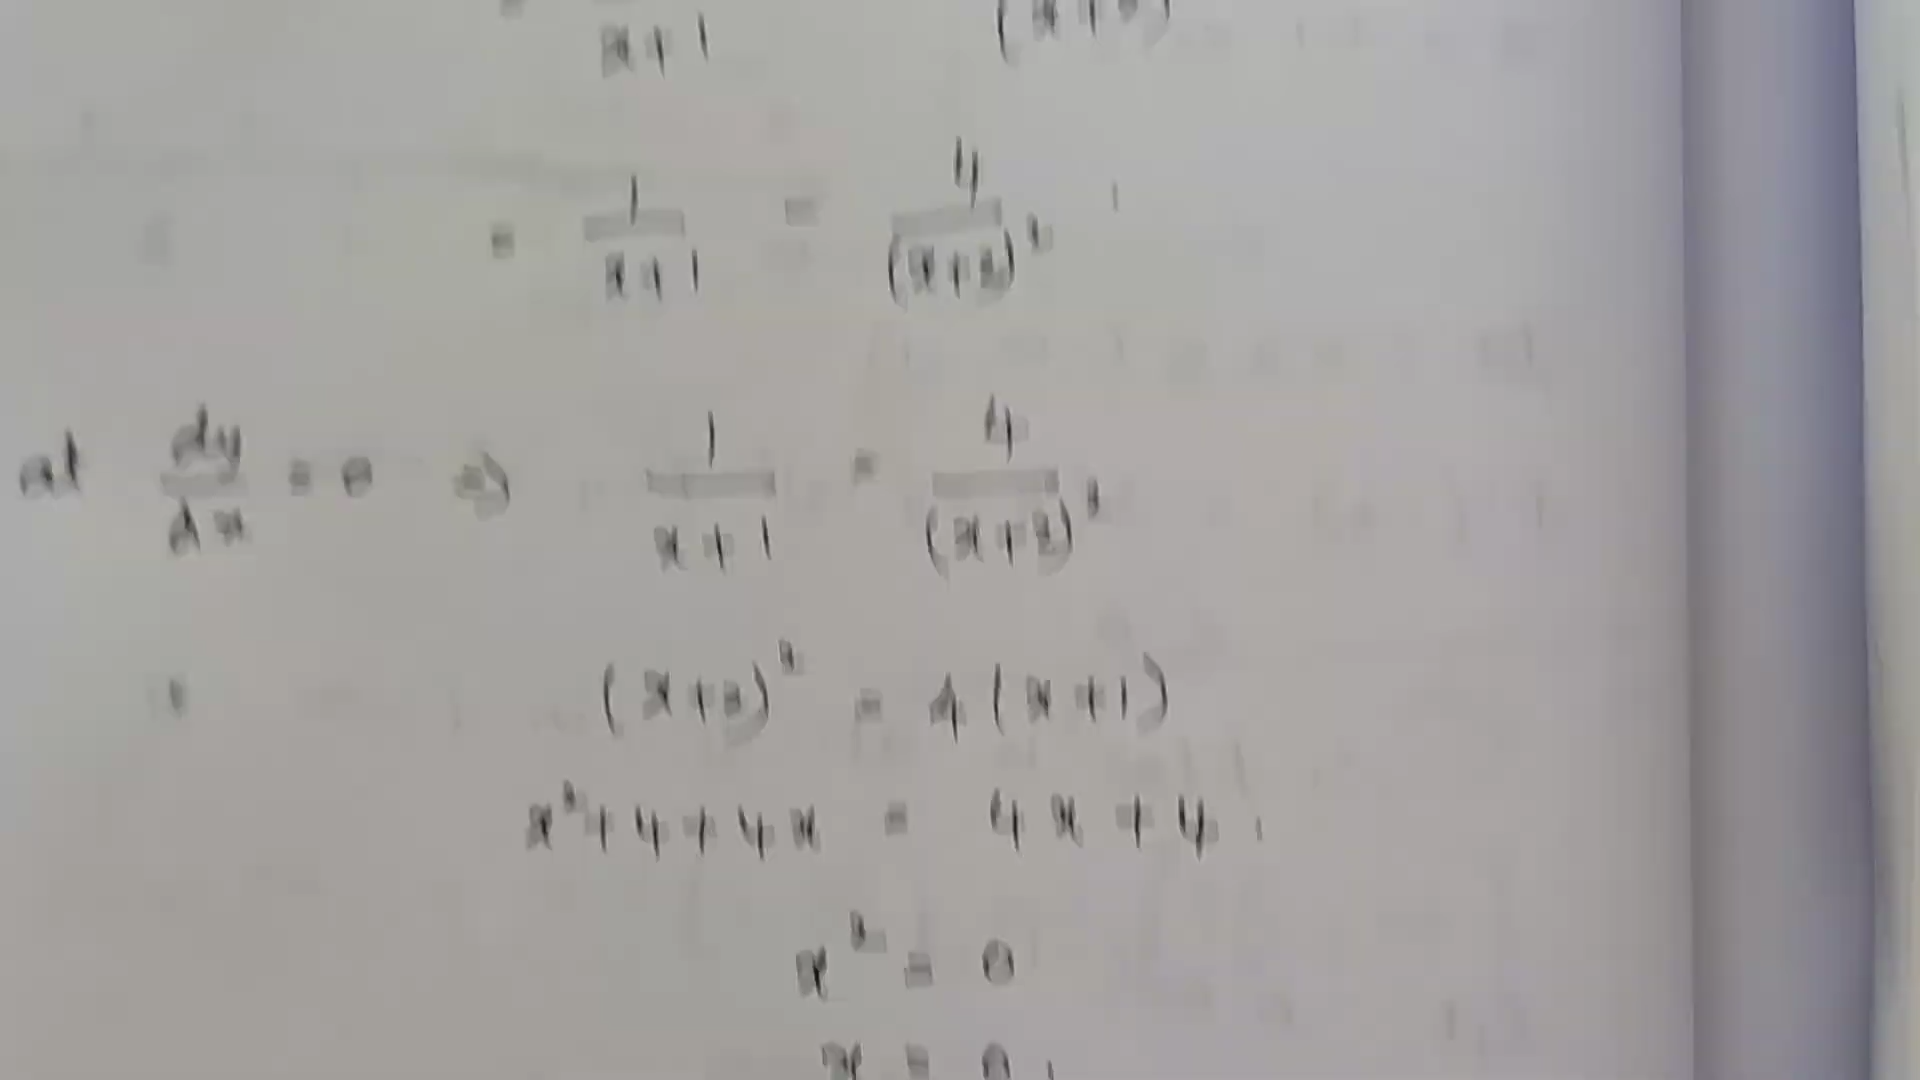 x+1 (x+2)
= 1/(x+1) - 4/(x+2)²
at dy/dx = 0 ⇒ 1/(x+1) = 4/(x+2)²
(x+2)² = 4(x+1)
x²+4+4x = 4x+4
x² = 0
x = 0